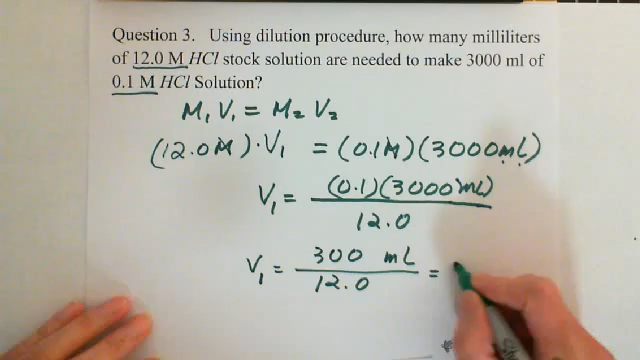 Question 3. Using dilution procedure, how many milliliters
of 12.0 M HCl stock solution are needed to make 3000 ml of
0.1 M HCl Solution?
M₁ V₁ = M₂ V₂
(12.0M) · V₁ = (0.1M)(3000mL)
V₁ = (0.1)(3000mL)
12.0
V₁ = 300 mL =
12.0